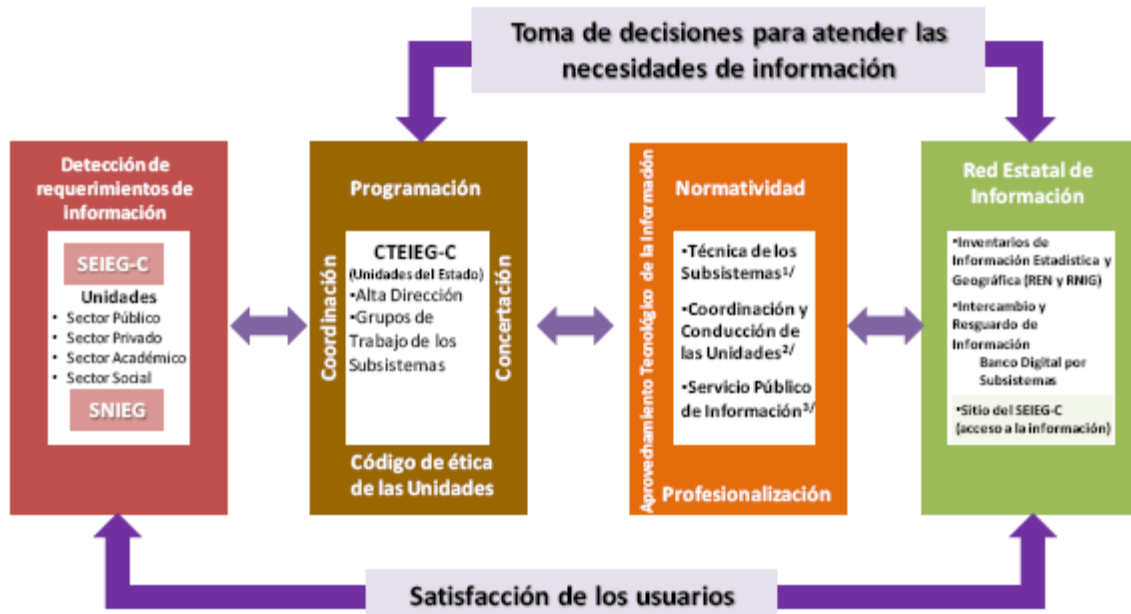 Toma de decisiones para atender las
necesidades de información
Detección de
requerimientos de
información
SEIEG-C
Unidades
• Sector Público
• Sector Privado
• Sector Académico
• Sector Social
SNIEG
Programación
Coordinación
CTEIEG-C
(Unidades del Estado)
•Alta Dirección
•Grupos de
Trabajo de los
Subsistemas
Concertación
Código de ética
de las Unidades
Aprovechamiento Tecnológico de la Información
Normatividad
•Técnica de los
Subsistemas1/
•Coordinación y
Conducción de
las Unidades2/
•Servicio Público
de Información3/
Profesionalización
Red Estatal de
Información
•Inventarios de
Información Estadística y
Geográfica (REN y RNIG)
•Intercambio y
Resguardo de
Información
Banco Digital por
Subsistemas
•Sitio del SEIEG-C
(acceso a la información)
Satisfacción de los usuarios